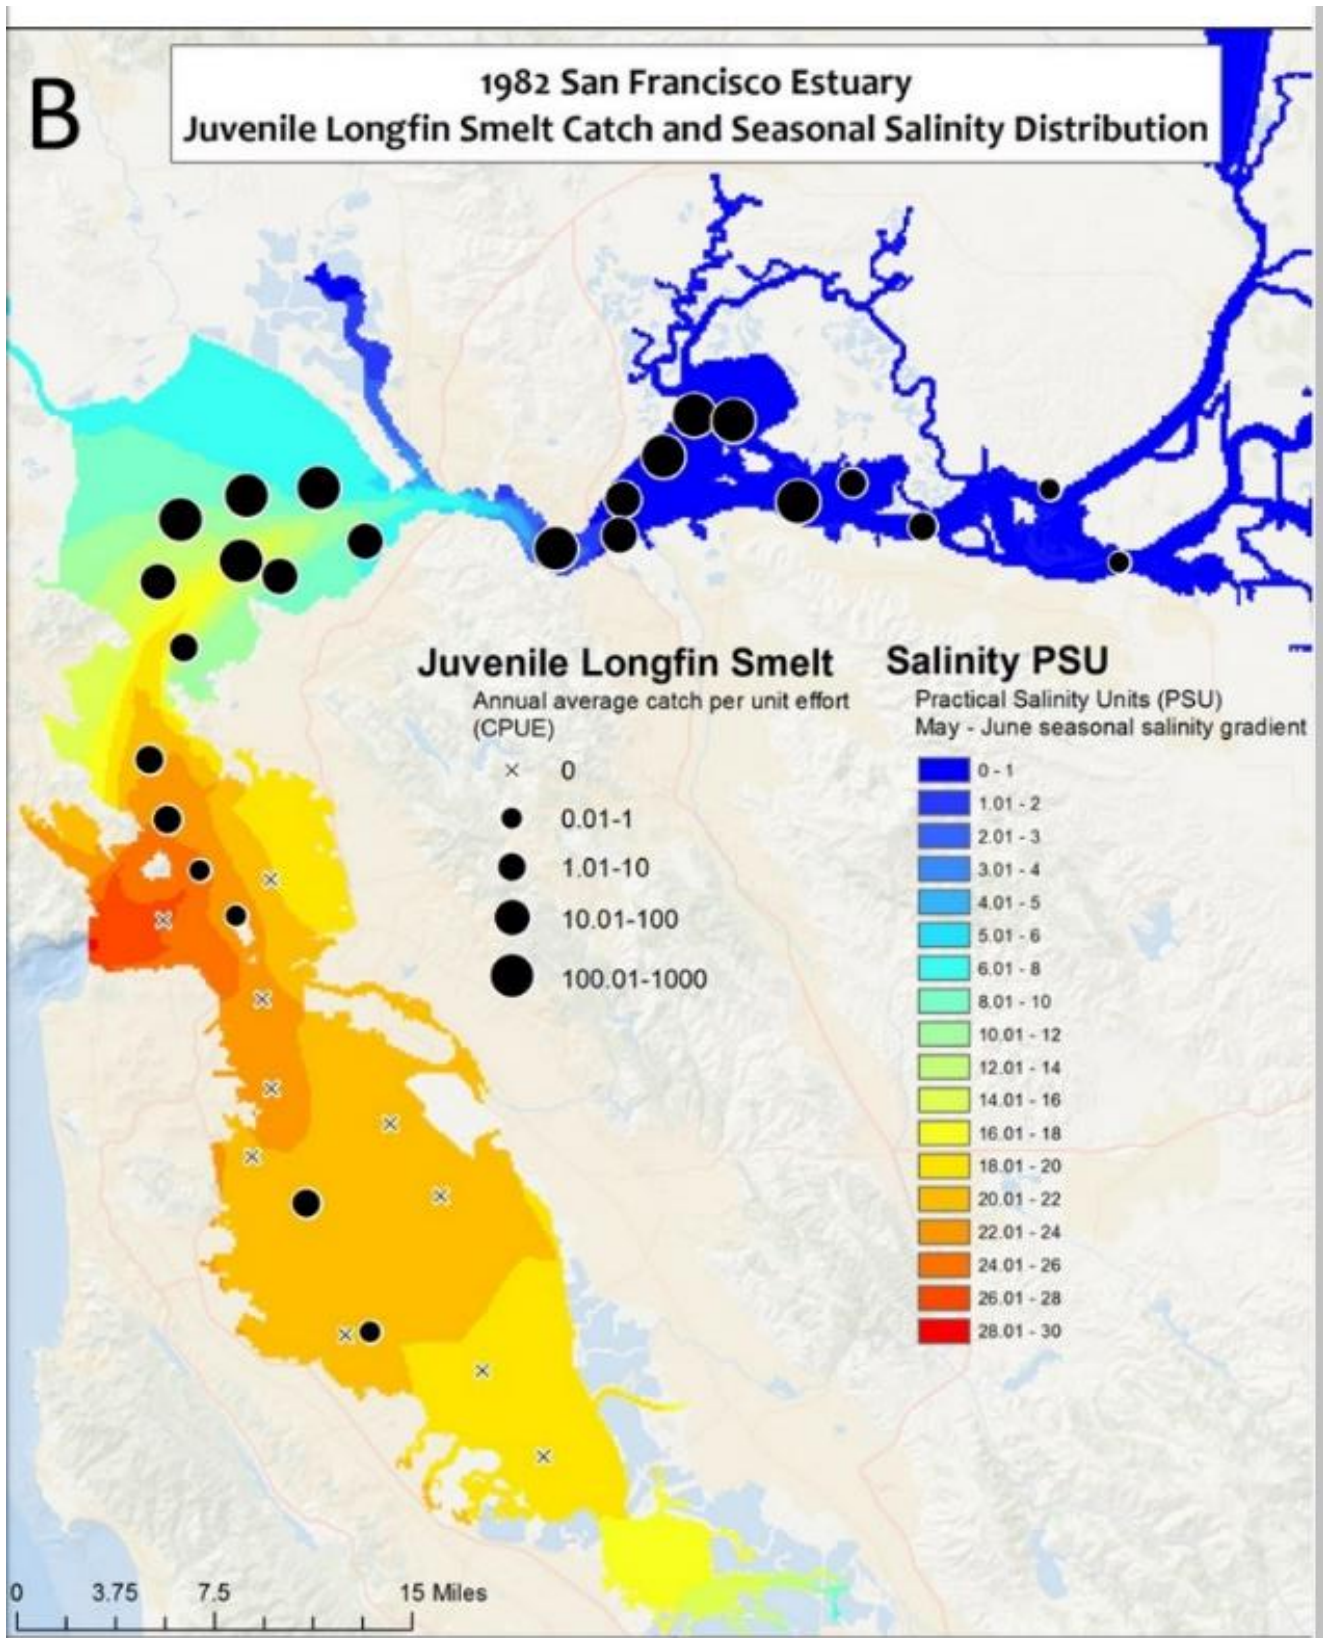 B
1982 San Francisco Estuary
Juvenile Longfin Smelt Catch and Seasonal Salinity Distribution
Juvenile Longfin Smelt
Annual average catch per unit effort
(CPUE)
0
0.01-1
1.01-10
10.01-100
100.01-1000
Salinity PSU
Practical Salinity Units (PSU)
May - June seasonal salinity gradient
0 - 1
1.01 - 2
2.01 - 3
3.01 - 4
4.01 - 5
5.01 - 6
6.01 - 8
8.01 - 10
10.01 - 12
12.01 - 14
14.01 - 16
16.01 - 18
18.01 - 20
20.01 - 22
22.01 - 24
24.01 - 26
26.01 - 28
28.01 - 30
0 3.75 7.5 15 Miles